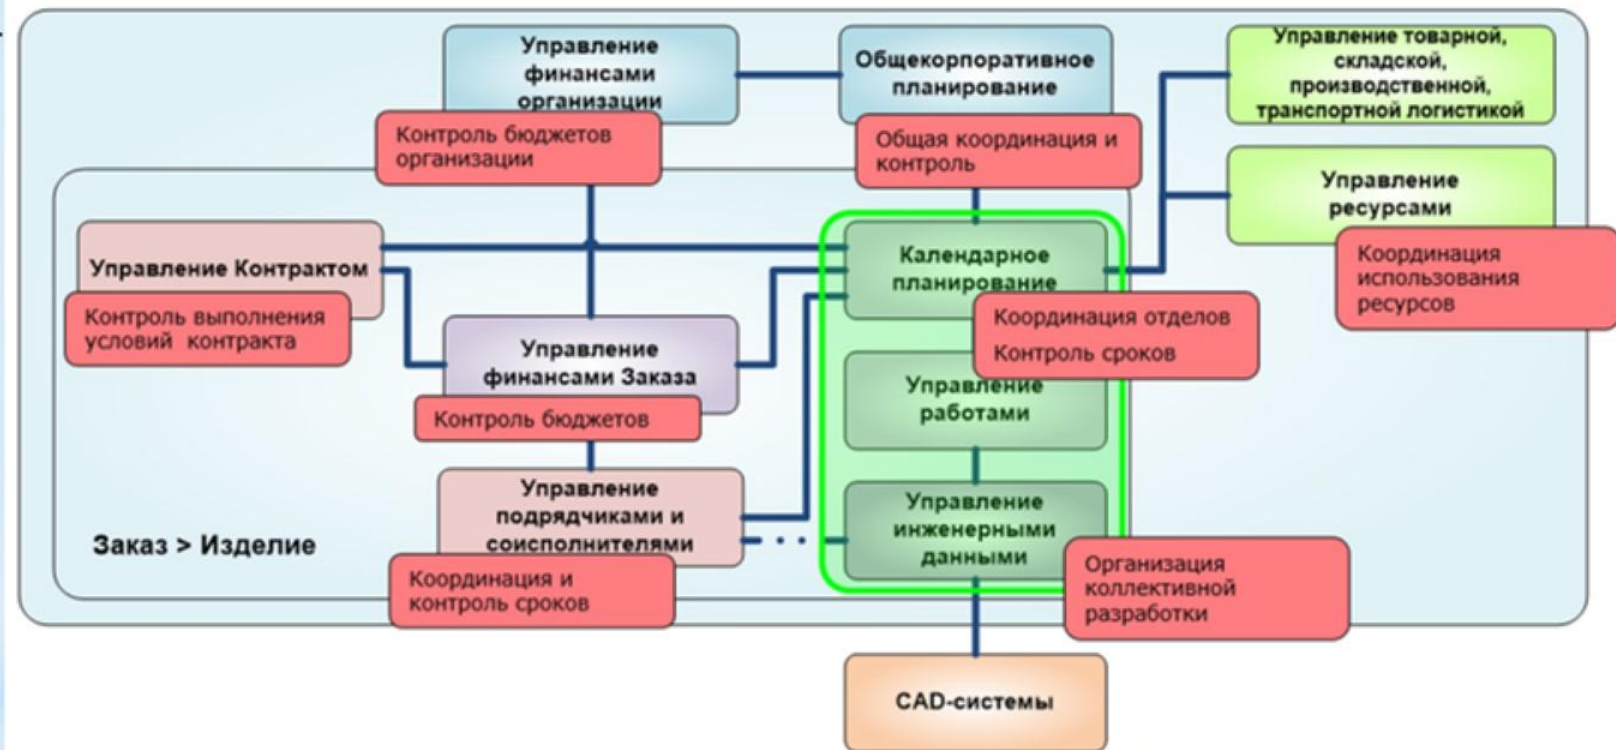 Управление
финансами
организации
Контроль бюджетов
организации
Общекорпоративное
планирование
Общая координация и
контроль
Управление товарной,
складской,
производственной,
транспортной логистикой
Управление
ресурсами
Координация
использования
ресурсов
Управление Контрактом
Контроль выполнения
условий контракта
Календарное
планирование
Координация отделов
Контроль сроков
Управление
финансами Заказа
Контроль бюджетов
Управление
работами
Управление
подрядчиками и
соисполнителями
Координация и
контроль сроков
Управление
инженерными
данными
Организация
коллективной
разработки
Заказ > Изделие
CAD-системы